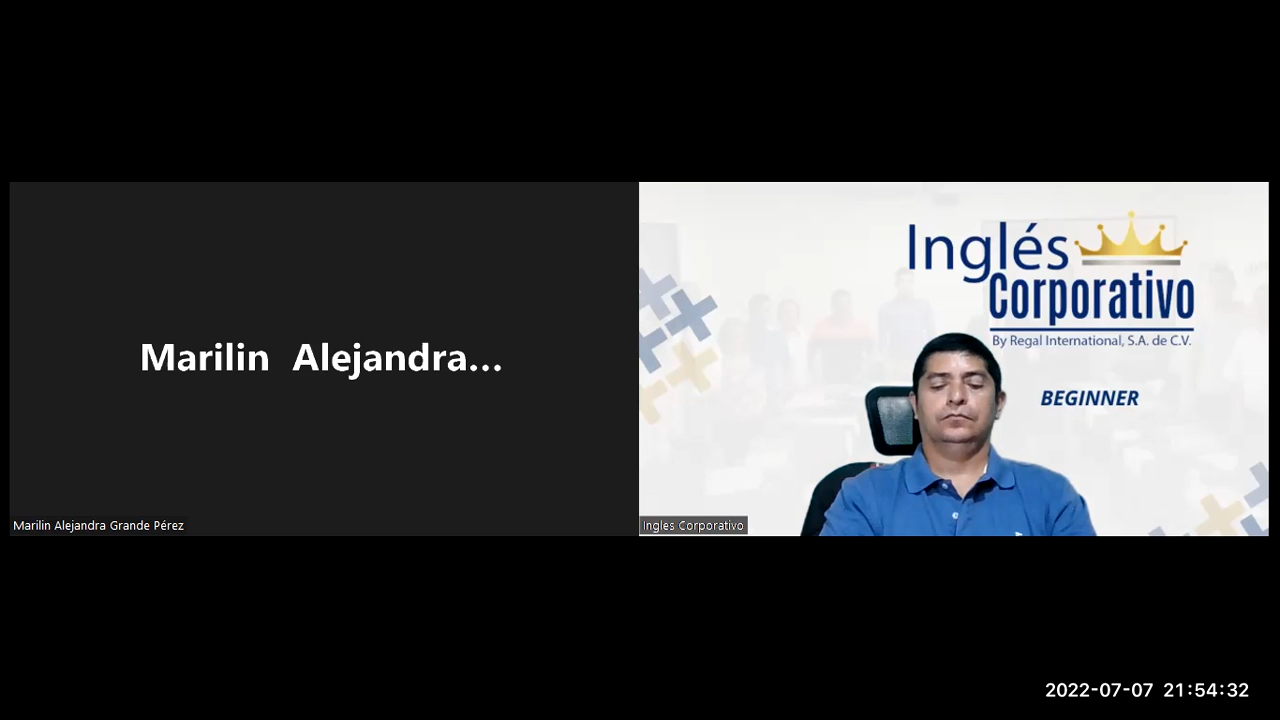 Marilin Alejandra...
Marilin Alejandra Grande Pérez
Inglés
Corporativo
By Regal International, S.A. de C.V.
BEGINNER
Ingles Corporativo
2022-07-07 21:54:32